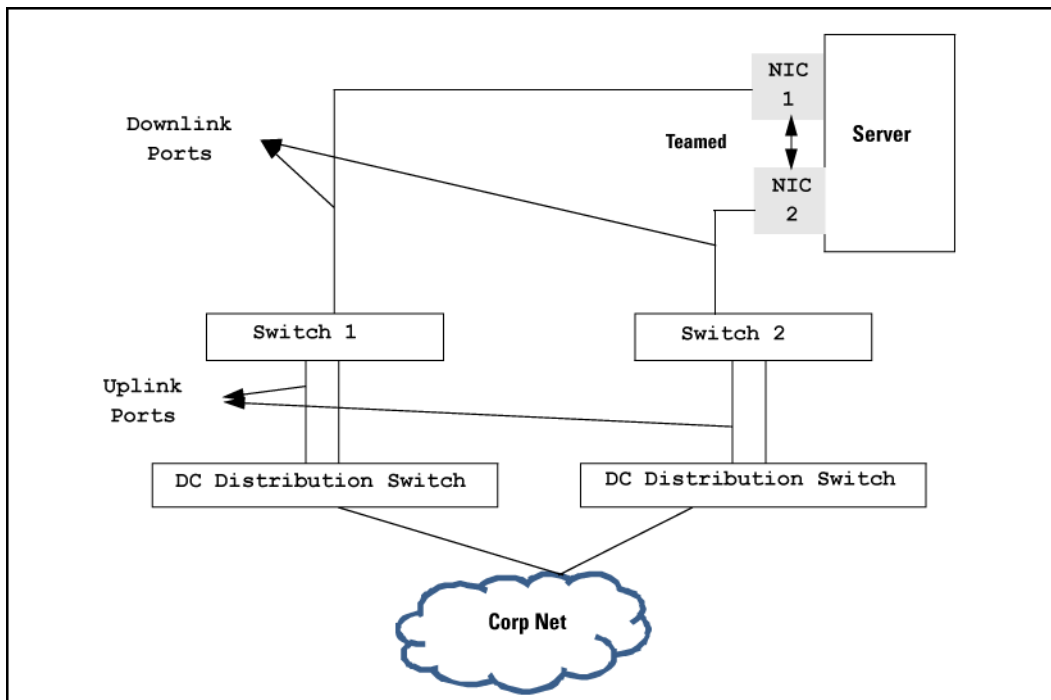 NIC
1
Downlink
Ports
Teamed
Server
NIC
2
Switch 1
Switch 2
Uplink
Ports
DC Distribution Switch
DC Distribution Switch
Corp Net